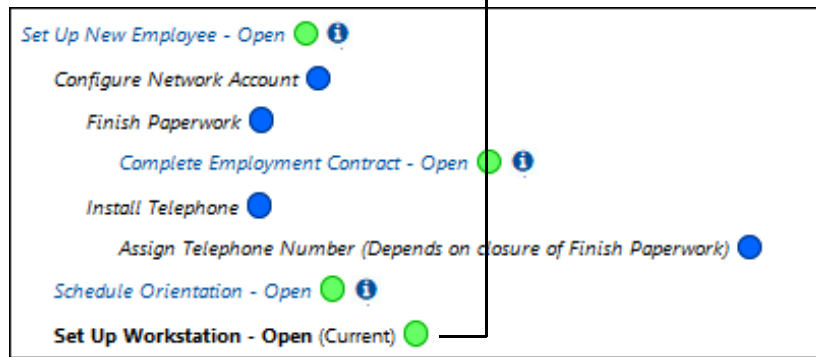 Set Up New Employee - Open
Configure Network Account
Finish Paperwork
Complete Employment Contract - Open
Install Telephone
Assign Telephone Number (Depends on closure of Finish Paperwork)
Schedule Orientation - Open
Set Up Workstation - Open (Current)